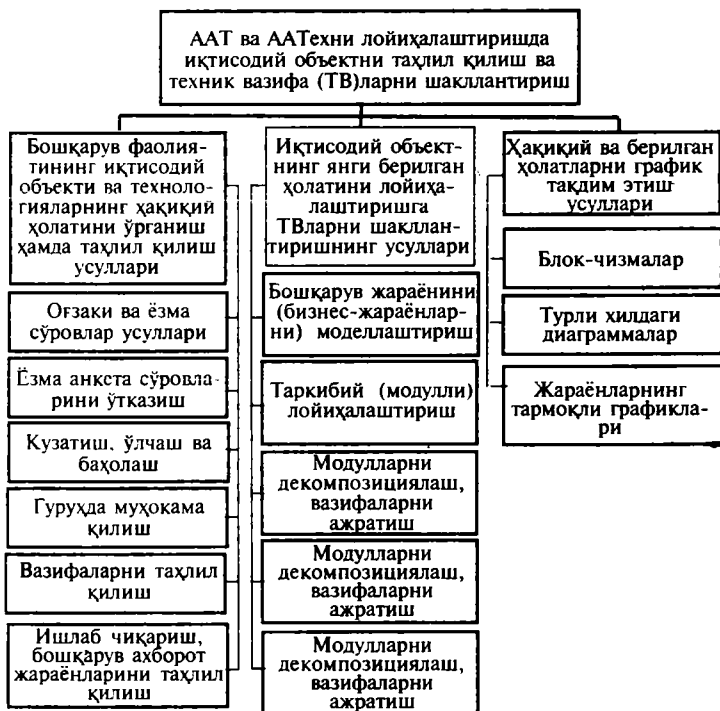 ААТ ва ААТехни лойиҳалаштиришда
иқтисодий объектни таҳлил қилиш ва
техник вазифа (ТВ)ларни шакллантириш
Бошқарув фаолия-
тининг иқтисодий
объекти ва техноло-
гияларнинг ҳақиқий
ҳолатини ўрганиш
ҳамда таҳлил қилиш
усуллари
Оғзаки ва ёзма
сўровлар усуллари
Ёзма анкста сўровла-
рини ўтказиш
Кузатиш, ўлчаш ва
баҳолаш
Гуруҳда муҳокама
қилиш
Вазифаларни таҳлил
қилиш
Ишлаб чиқариш,
бошқарув ахборот
жараёнларини таҳлил
қилиш
Иқтисодий объект-
нинг янги берилган
ҳолатини лойиҳа-
лаштиришга
ТВларни шакллан-
тиришнинг усуллари
Бошқарув жараёнини
(бизнес-жараёнлар-
ни) моделлаштириш
Таркибий (модулли)
лойиҳалаштириш
Модулларни
декомпозициялаш,
вазифаларни
ажратиш
Модулларни
декомпозициялаш,
вазифаларни
ажратиш
Модулларни
декомпозициялаш,
вазифаларни
ажратиш
Ҳақиқий ва берилган
ҳолатларни график
тақдим этиш
усуллари
Блок-чизмалар
Турли хилдаги
диаграммалар
Жараёнларнинг
тармоқли графикла-
ри